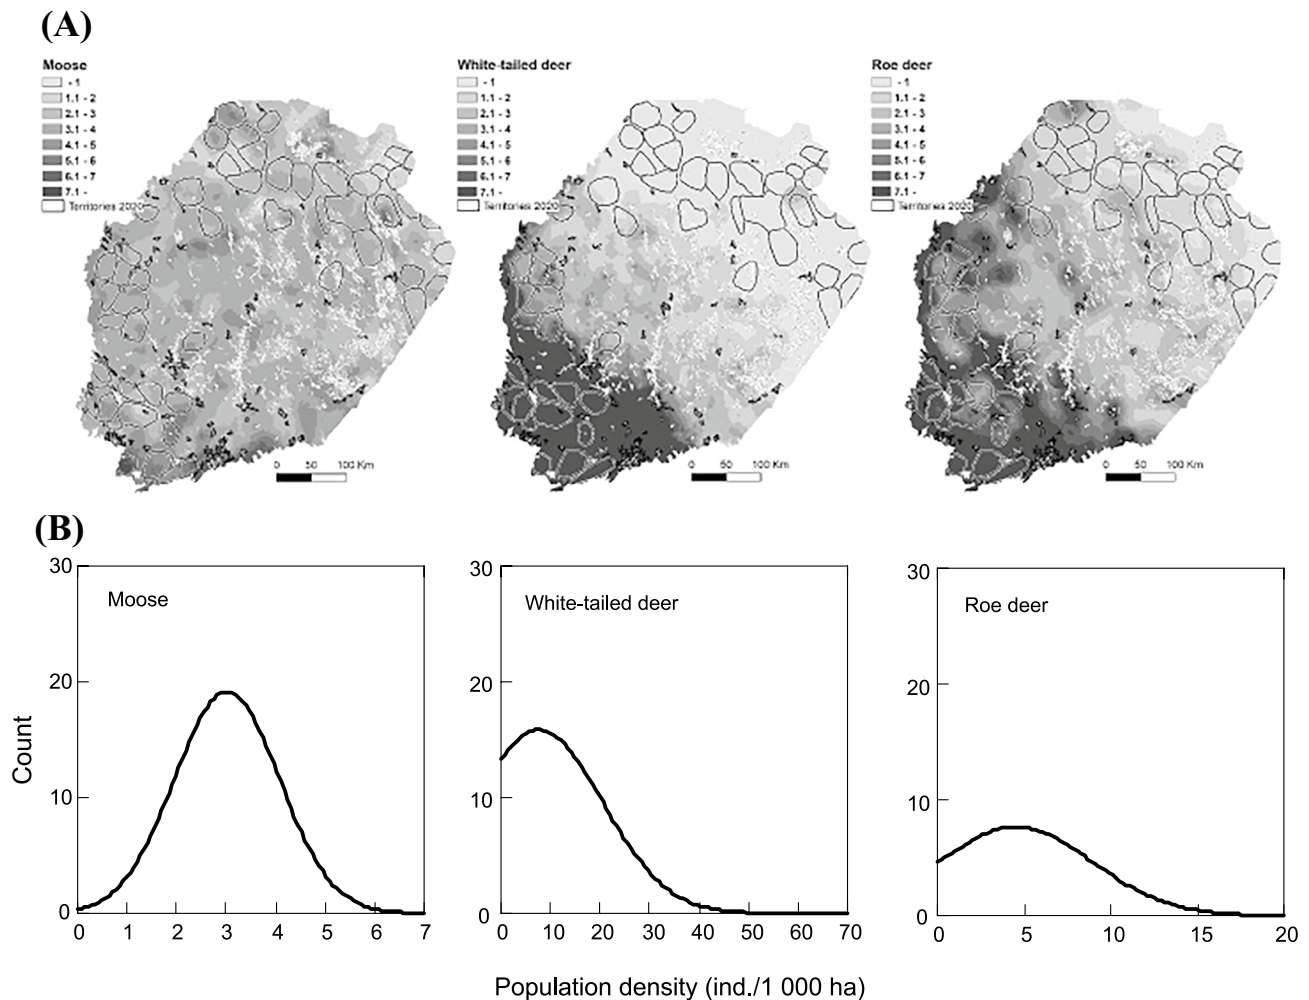 (A)
Moose
- 1
1.1 - 2
2.1 - 3
3.1 - 4
4.1 - 5
5.1 - 6
6.1 - 7
7.1 -
Territories 2020
0 50 100 Km
White-tailed deer
- 1
1.1 - 2
2.1 - 3
3.1 - 4
4.1 - 5
5.1 - 6
6.1 - 7
7.1 -
Territories 2020
0 50 100 Km
Roe deer
- 1
1.1 - 2
2.1 - 3
3.1 - 4
4.1 - 5
5.1 - 6
6.1 - 7
7.1 -
Territories 2020
0 50 100 Km
(B)
Count
30
20
10
0
Moose
0 1 2 3 4 5 6 7
30
20
10
0
White-tailed deer
0 10 20 30 40 50 60 70
30
20
10
0
Roe deer
0 5 10 15 20
Population density (ind./1 000 ha)